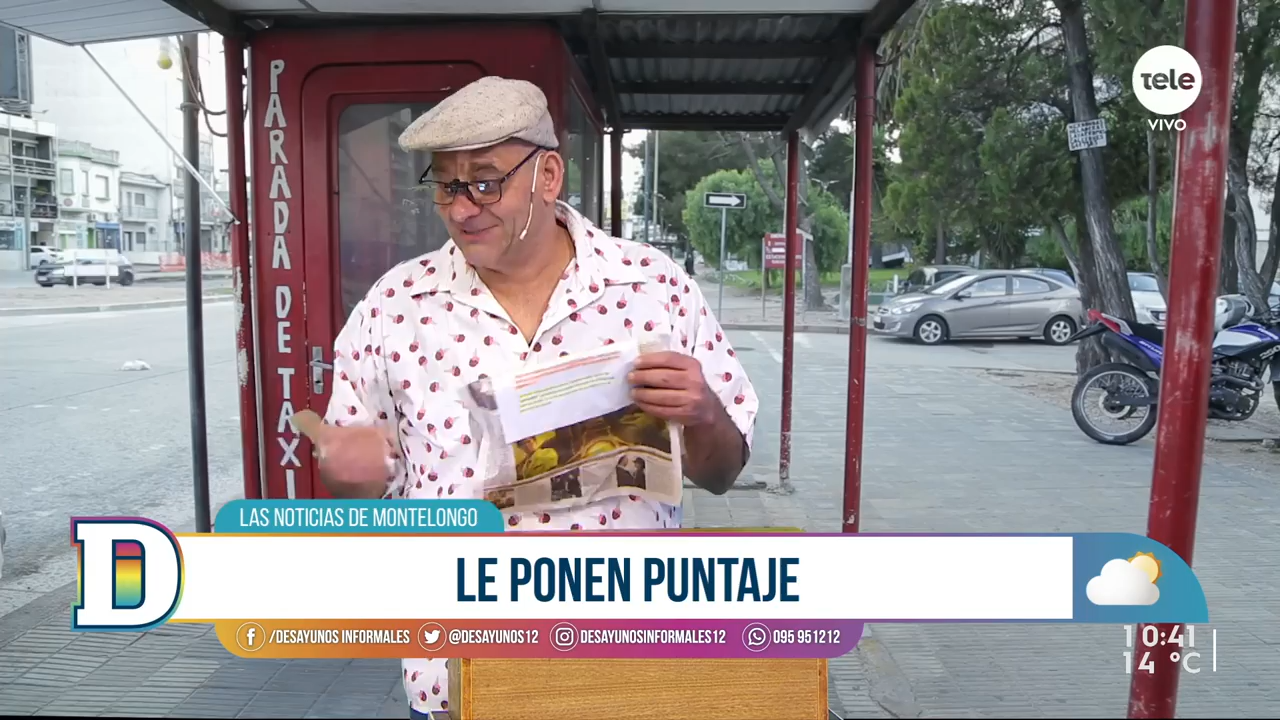 tele
VIVO
PARADA DE TAXI
LAS NOTICIAS DE MONTELONGO
D
LE PONEN PUNTAJE
/DESAYUNOS INFORMALES
@DESAYUNOS12
DESAYUNOSINFORMALES12
095 951212
10:41
14 °C